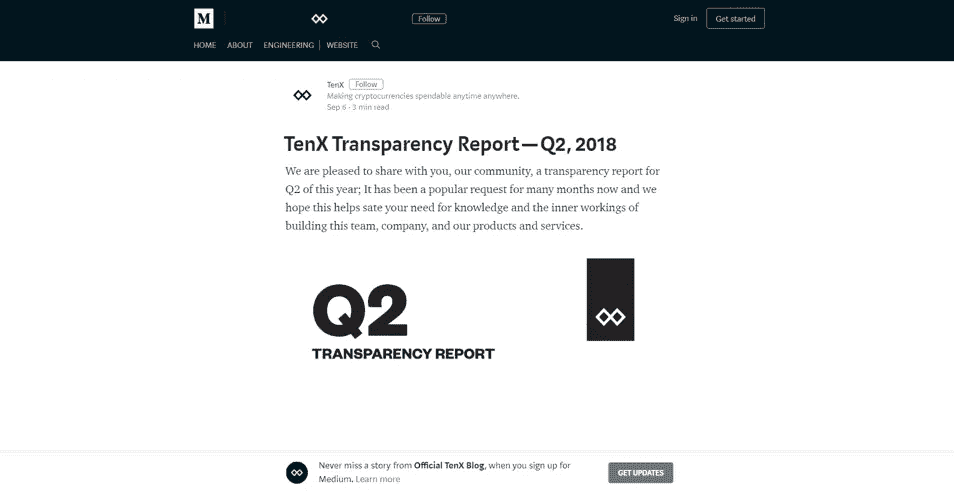 M
Follow
Sign in
Get started
HOME ABOUT ENGINEERING WEBSITE
TenX Follow
Making cryptocurrencies spendable anytime anywhere.
Sep 6 · 3 min read
TenX Transparency Report — Q2, 2018
We are pleased to share with you, our community, a transparency report for
Q2 of this year; It has been a popular request for many months now and we
hope this helps sate your need for knowledge and the inner workings of
building this team, company, and our products and services.
Q2
TRANSPARENCY REPORT
Never miss a story from Official TenX Blog, when you sign up for
Medium. Learn more
GET UPDATES